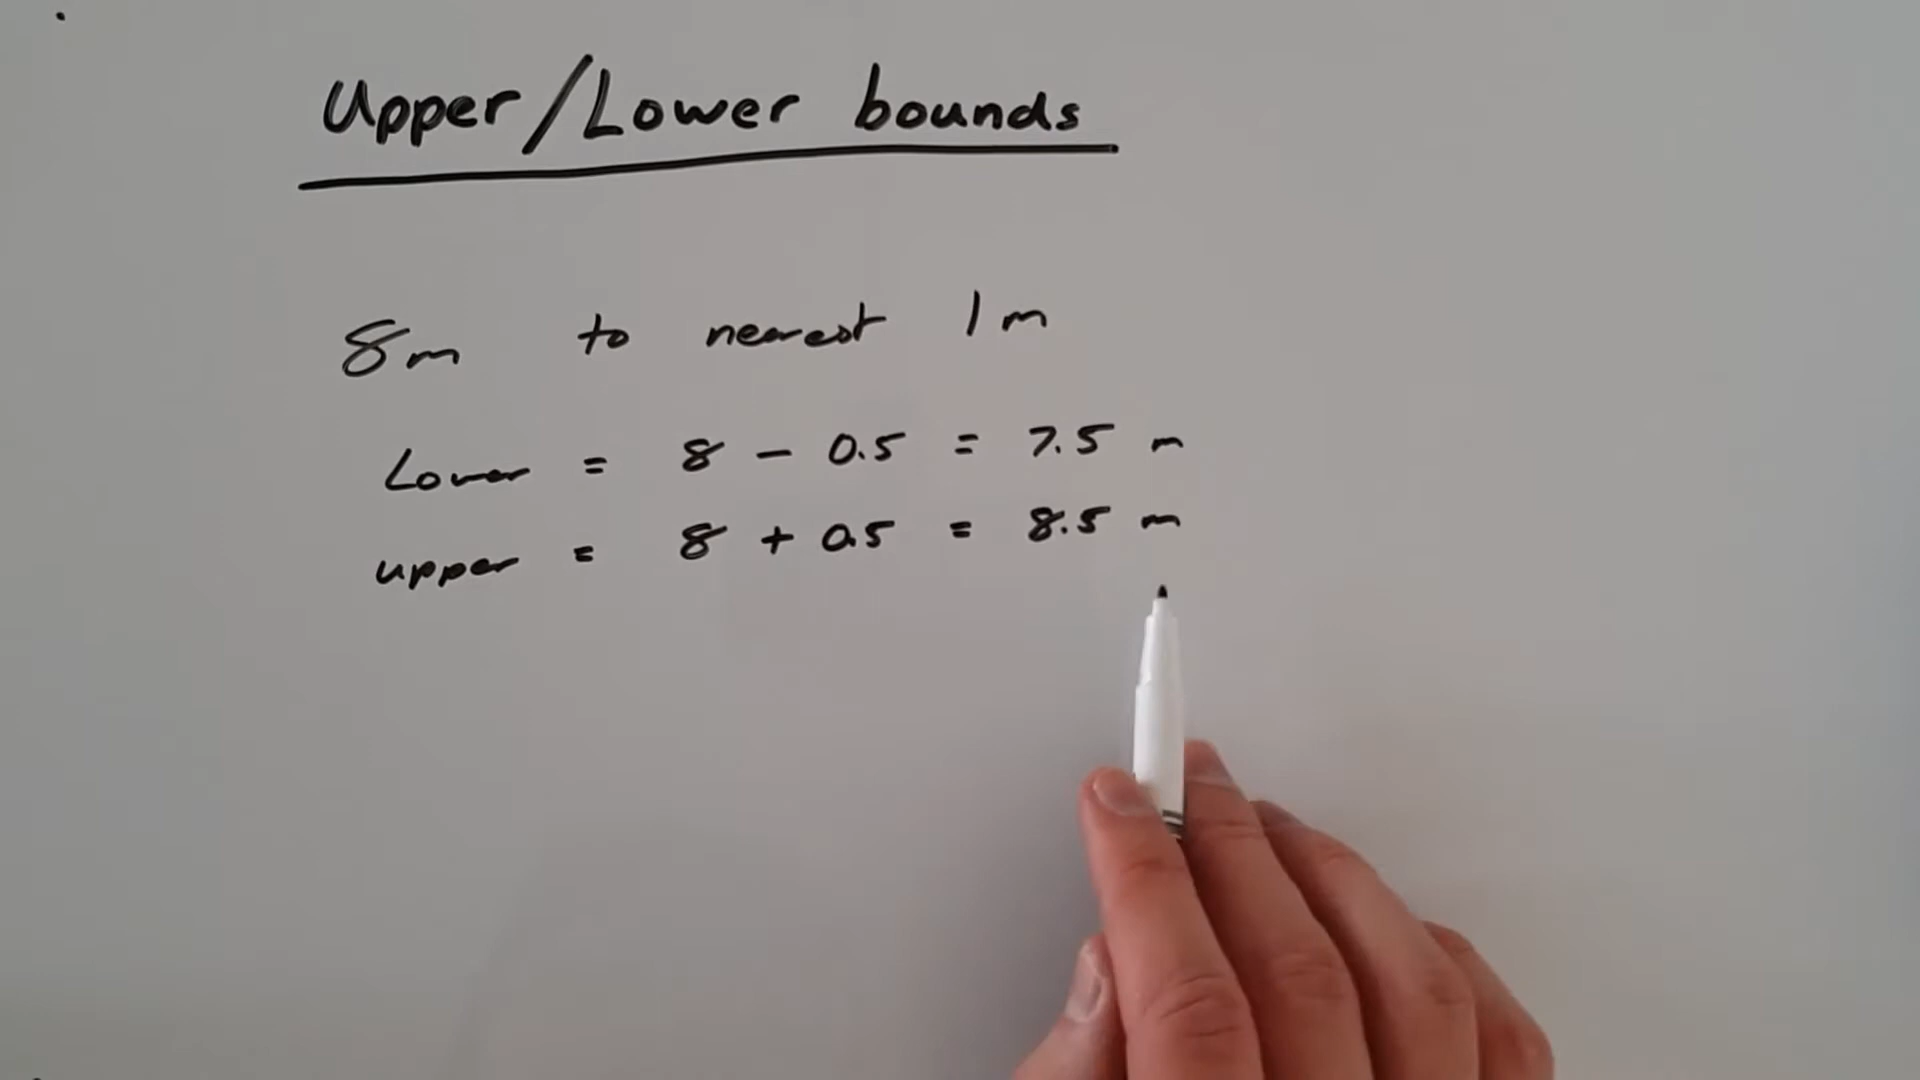 Upper/Lower bounds
8m to nearest 1m
Lower = 8 - 0.5 = 7.5 m
upper = 8 + 0.5 = 8.5 m